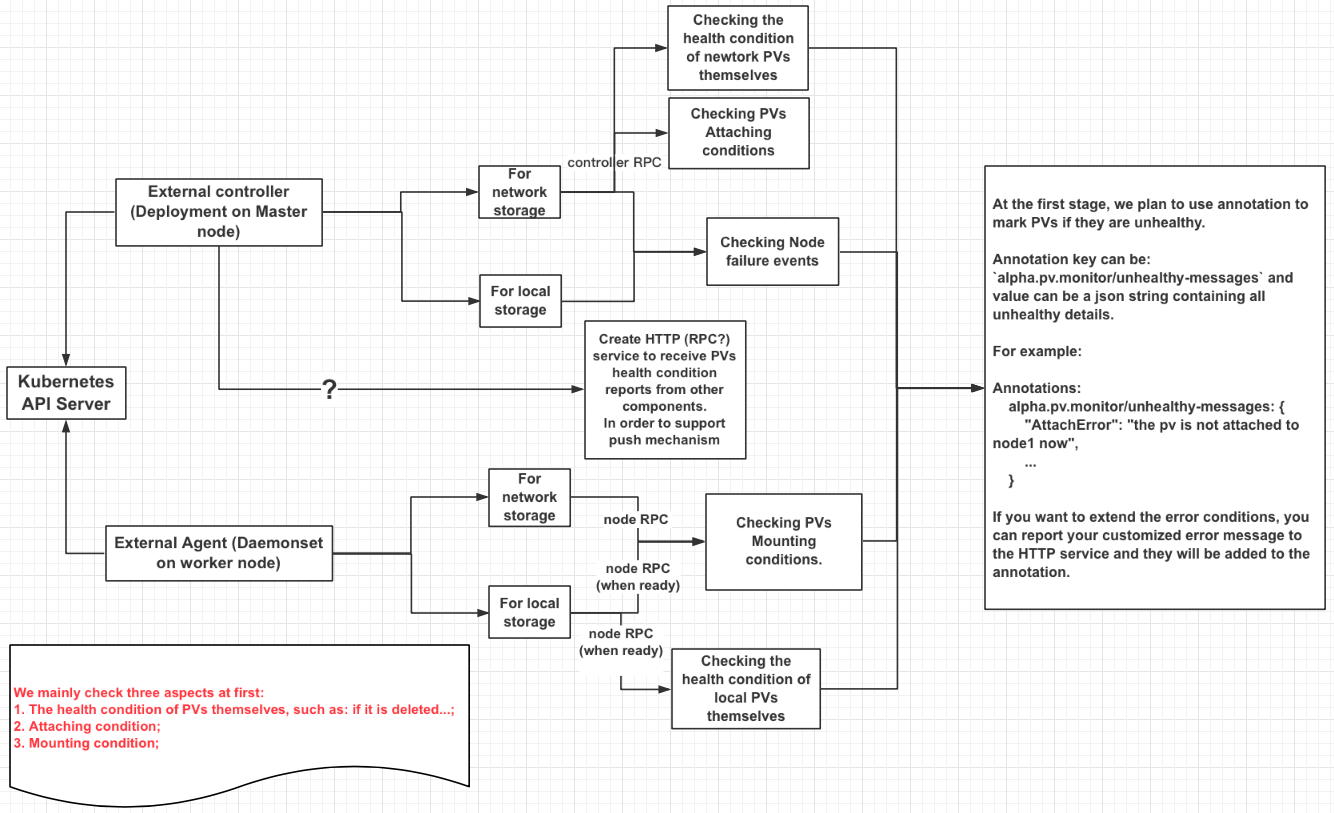 Checking the
health condition
of newtork PVs
themselves
Checking PVs
Attaching
conditions
controller RPC
For
network
storage
External controller
(Deployment on Master
node)
Checking Node
failure events
For local
storage
At the first stage, we plan to use annotation to
mark PVs if they are unhealthy.
Annotation key can be:
`alpha.pv.monitor/unhealthy-messages` and
value can be a json string containing all
unhealthy details.
For example:
Annotations:
alpha.pv.monitor/unhealthy-messages: {
"AttachError": "the pv is not attached to
node1 now",
...
}
If you want to extend the error conditions, you
can report your customized error message to
the HTTP service and they will be added to the
annotation.
Create HTTP (RPC?)
service to receive PVs
health condition
reports from other
components.
In order to support
push mechanism
?
Kubernetes
API Server
For
network
storage
node RPC
Checking PVs
Mounting
conditions.
External Agent (Daemonset
on worker node)
node RPC
(when ready)
For local
storage
node RPC
(when ready)
Checking the
health condition of
local PVs
themselves
We mainly check three aspects at first:
1. The health condition of PVs themselves, such as: if it is deleted...;
2. Attaching condition;
3. Mounting condition;